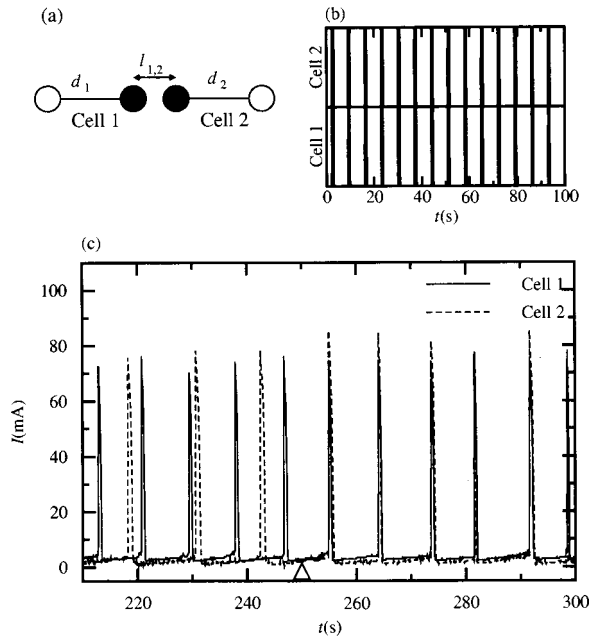 (a)
l1,2
d1
d2
Cell 1
Cell 2
(b)
Cell 2
Cell 1
0 20 40 60 80 100
t(s)
(c)
Cell 1
Cell 2
100
80
60
40
20
0
I(mA)
220 240 260 280 300
t(s)